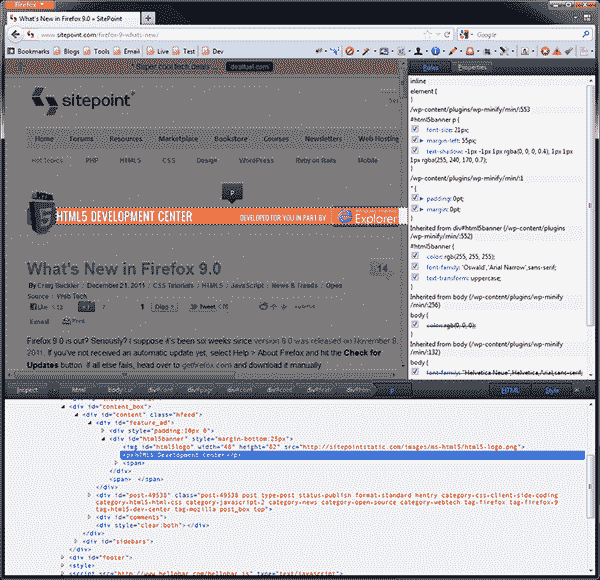 Firefox
What's New in Firefox 9.0 « SitePoint
www.sitepoint.com/firefox-9-whats-new/
Google
Bookmarks Blogs Tools Email Live Test Dev
dealfuel.com
sitepoint
Home Forums Resources Marketplace Bookstore Courses Newsletters Web Hosting
Hot Topics PHP HTML5 CSS Design WordPress Ruby on Rails Mobile
p
HTML5 DEVELOPMENT CENTER DEVELOPED FOR YOU IN PART BY Explorer
What's New in Firefox 9.0
14
By Craig Buckler / December 21, 2011 / CSS Tutorials / HTML5 / JavaScript / News & Trends / Open
Source / Web Tech
Like 1
Email Print
Firefox 9.0 is out? Seriously? I suppose it's been six weeks since version 8.0 was released on November 8,
2011. If you've not received an automatic update yet, select Help > About Firefox and hit the Check for
Updates button. If all else fails, head over to getfirefox.com and download it manually.
Rules Properties
inline
element {
}
/wp-content/plugins/wp-minify/min/:553
#html5banner p {
font-size: 21px;
margin-left: 55px;
text-shadow: -1px -1px 1px rgba(0, 0, 0, 0.4), 1px 1px
1px rgba(255, 240, 170, 0.7);
}
/wp-content/plugins/wp-minify/min/:1
* {
padding: 0pt;
margin: 0pt;
}
Inherited from div#html5banner (/wp-content/plugins
/wp-minify/min/:552)
#html5banner {
color: rgb(255, 255, 255);
font-family: 'Oswald','Arial Narrow',sans-serif;
text-transform: uppercase;
}
Inherited from body (/wp-content/plugins/wp-minify
/min/:256)
body {
color: rgb(0, 0, 0);
}
Inherited from body (/wp-content/plugins/wp-minify
/min/:132)
body {
font-family: "Helvetica Neue",Helvetica,Arial,sans-serif;
Inspect html p HTML Style
<div id="content_box">
<div id="content" class="hfeed">
<div id="feature_ad">
<div style="padding:10px 0">
<div id="html5banner" style="margin-bottom:25px">
<img id="html5logo" width="48" height="82" src="http://sitepointstatic.com/images/ms-html5/html5-logo.png">
<p>HTML5 Development Center</p>
<span>
</div>
<span> </span>
</div>
<div id="post-49538" class="post-49538 post type-post status-publish format-standard hentry category-css-client-side-coding
category-html5-html-css category-javascript-2 category-news category-open-source category-webtech tag-firefox tag-firefox-9
tag-html5-dev-center tag-mozilla post_box top">
<div id="comments">
<div style="clear:both"> </div>
</div>
<div id="sidebars">
</div>
<div id="footer">
<style>
<script src="http://www.hellobar.com/hellobar.js" type="text/javascript">